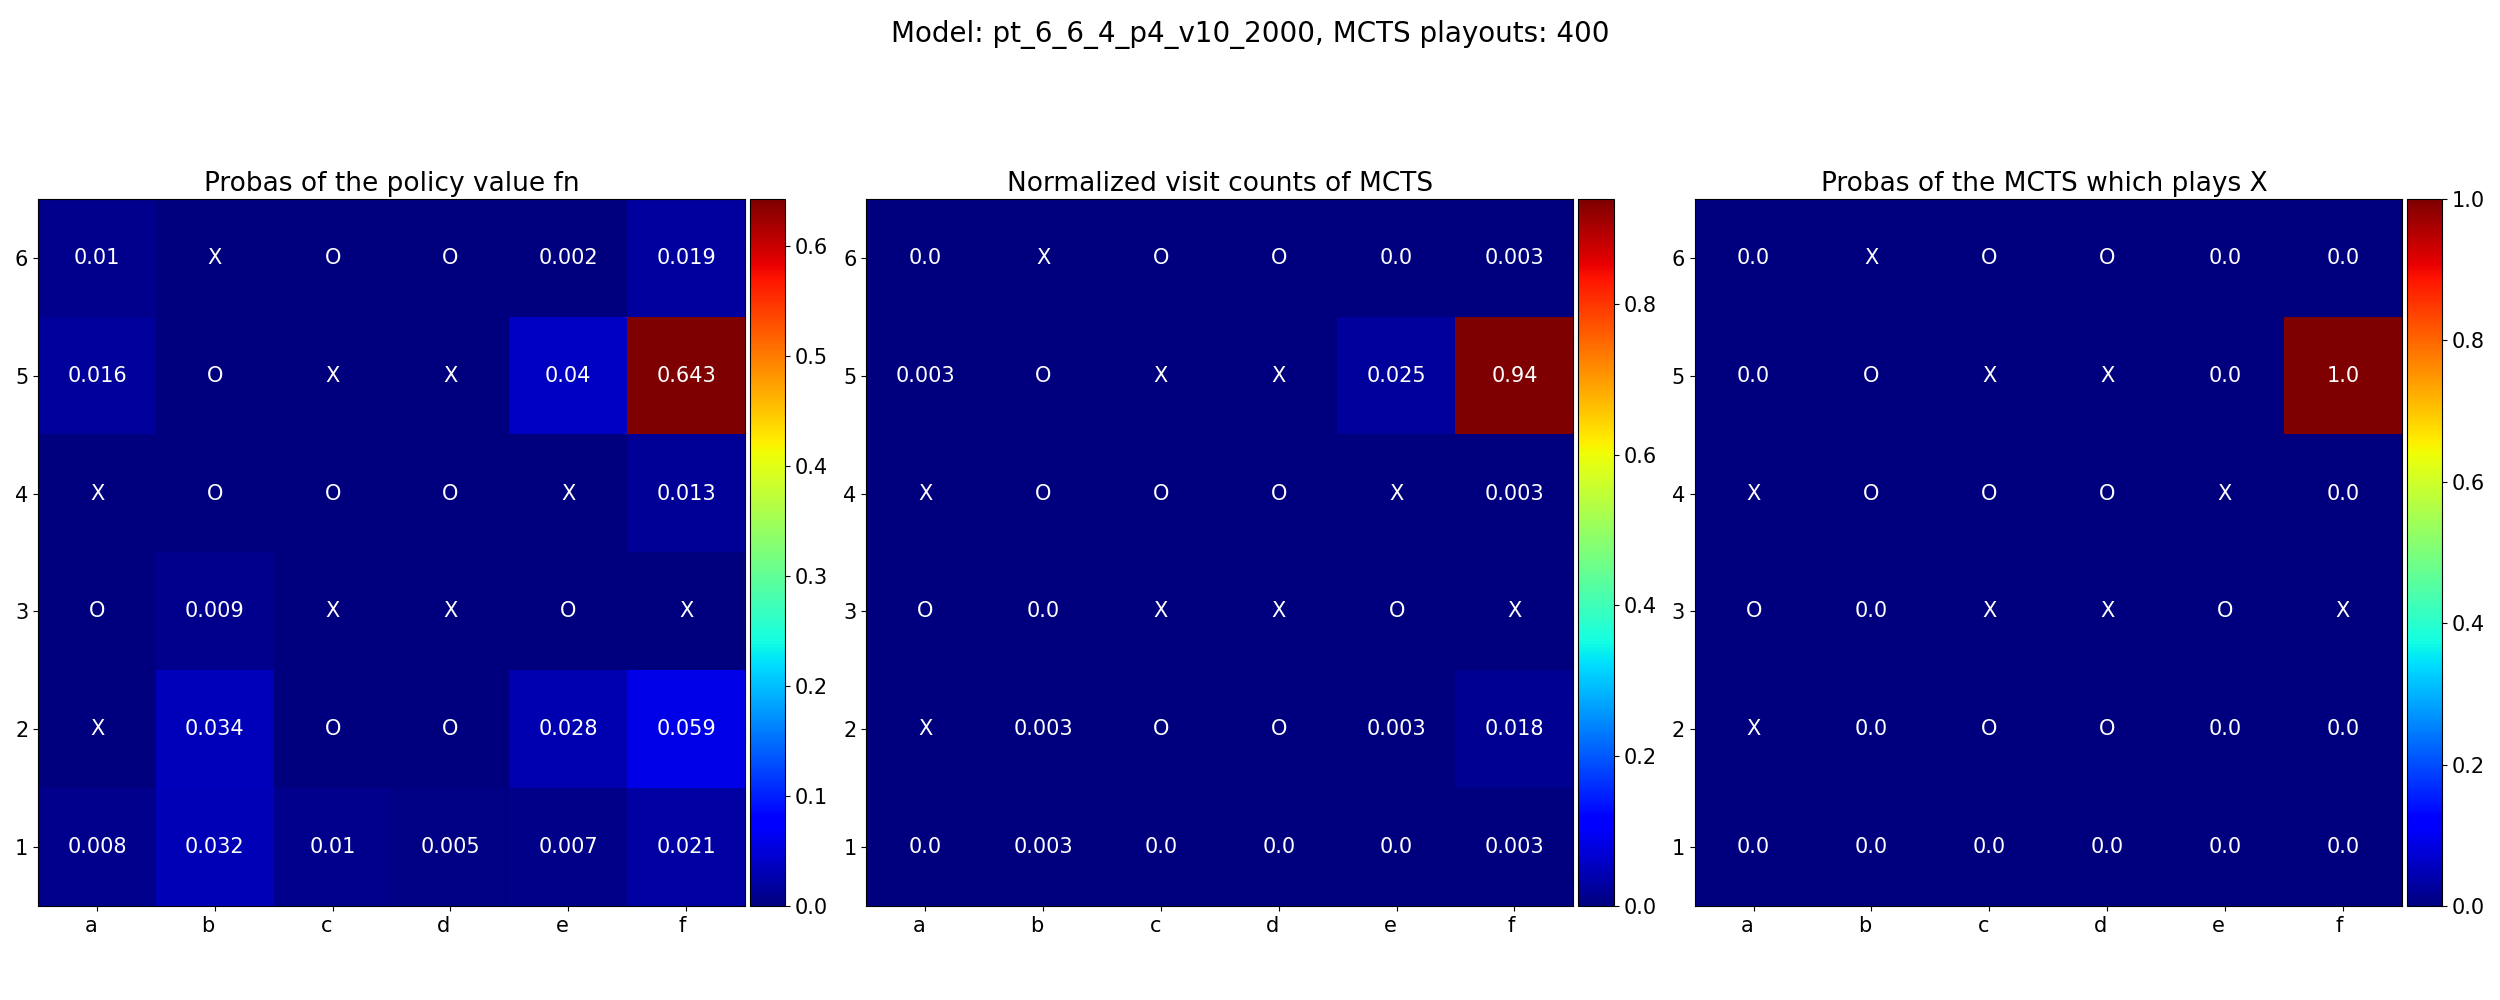 Model: pt_6_6_4_p4_v10_2000, MCTS playouts: 400
Probas of the policy value fn
6 0.01 X O O 0.002 0.019
5 0.016 O X X 0.04 0.643
4 X O O O X 0.013
3 O 0.009 X X O X
2 X 0.034 O O 0.028 0.059
1 0.008 0.032 0.01 0.005 0.007 0.021
a b c d e f
0.6
0.5
0.4
0.3
0.2
0.1
0.0
Normalized visit counts of MCTS
6 0.0 X O O 0.0 0.003
5 0.003 O X X 0.025 0.94
4 X O O O X 0.003
3 O 0.0 X X O X
2 X 0.003 O O 0.003 0.018
1 0.0 0.003 0.0 0.0 0.0 0.003
a b c d e f
0.8
0.6
0.4
0.2
0.0
Probas of the MCTS which plays X
6 0.0 X O O 0.0 0.0
5 0.0 O X X 0.0 1.0
4 X O O O X 0.0
3 O 0.0 X X O X
2 X 0.0 O O 0.0 0.0
1 0.0 0.0 0.0 0.0 0.0 0.0
a b c d e f
1.0
0.8
0.6
0.4
0.2
0.0